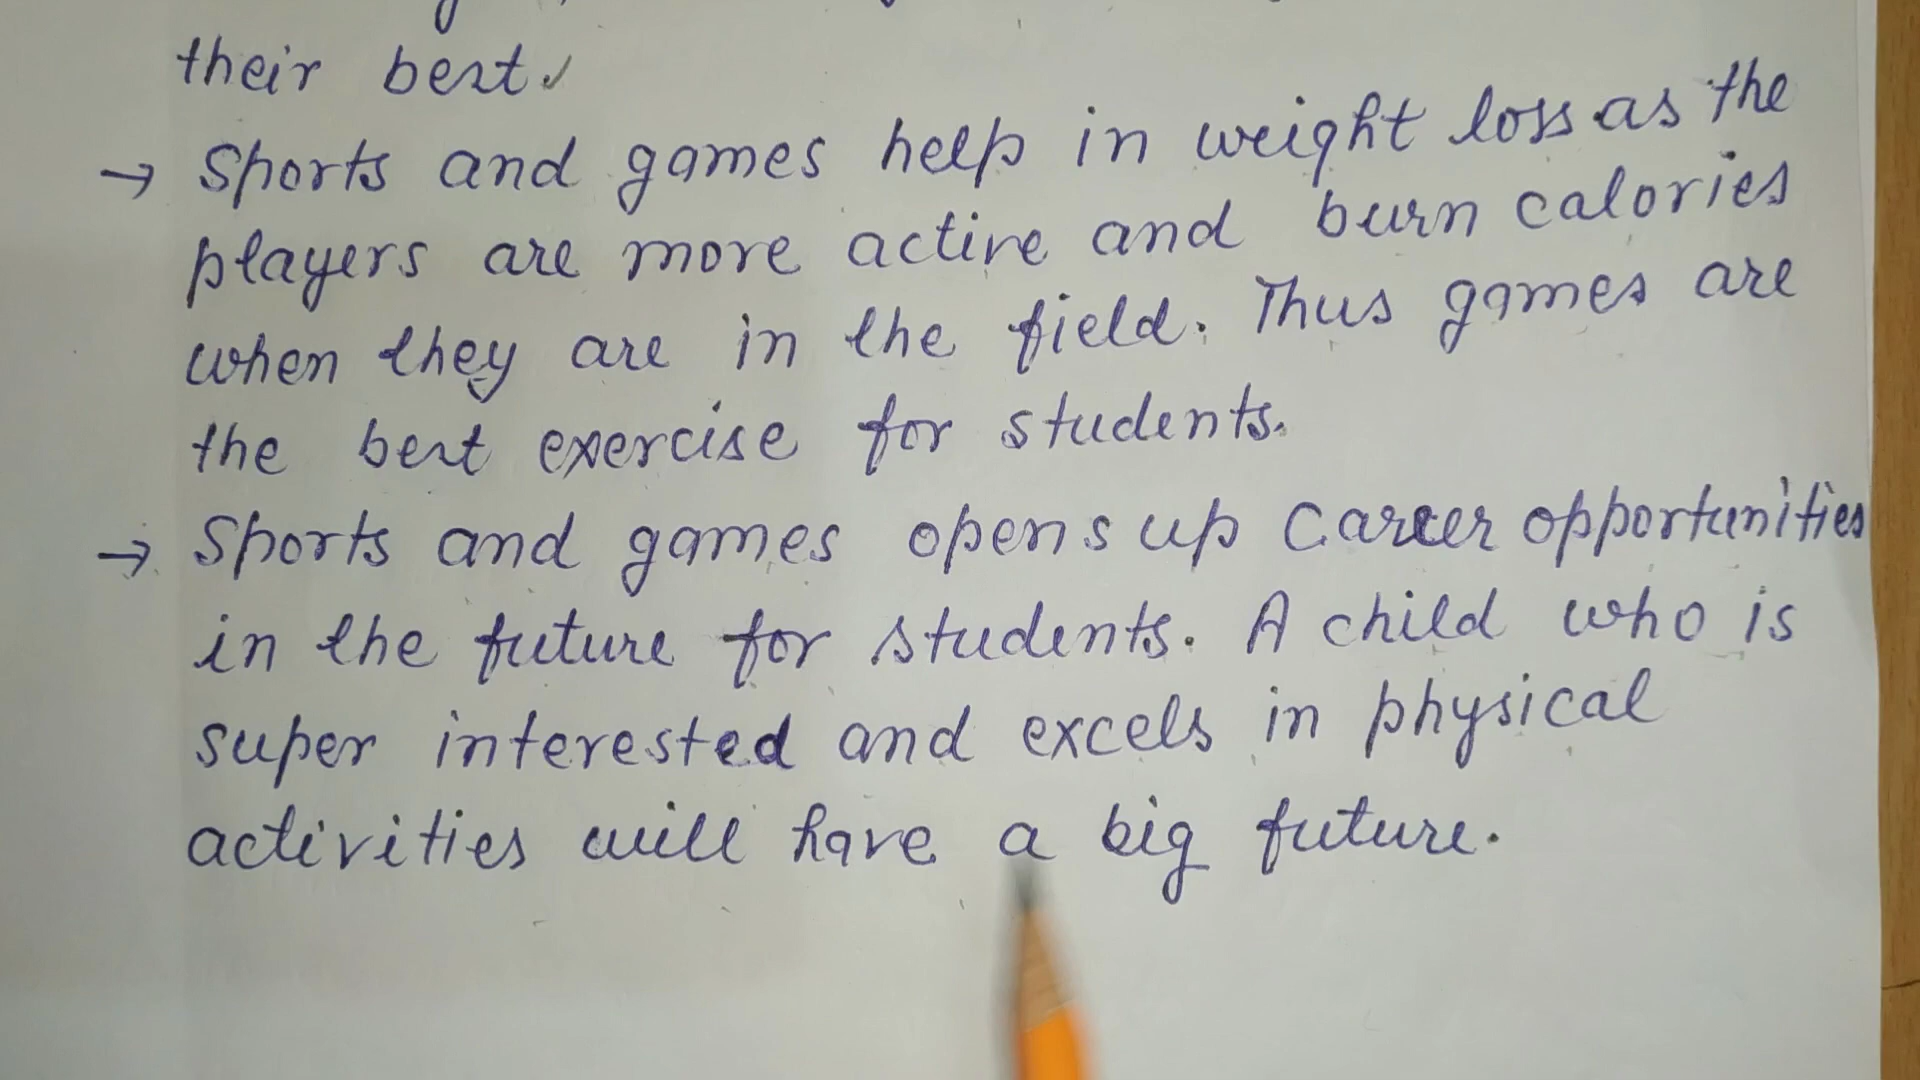 their best.
→ Sports and games help in weight loss as the
players are more active and burn calories
when they are in the field. Thus games are
the best exercise for students.
→ Sports and games opens up Career opportunities
in the future for students. A child who is
super interested and excels in physical
activities will have a big future.